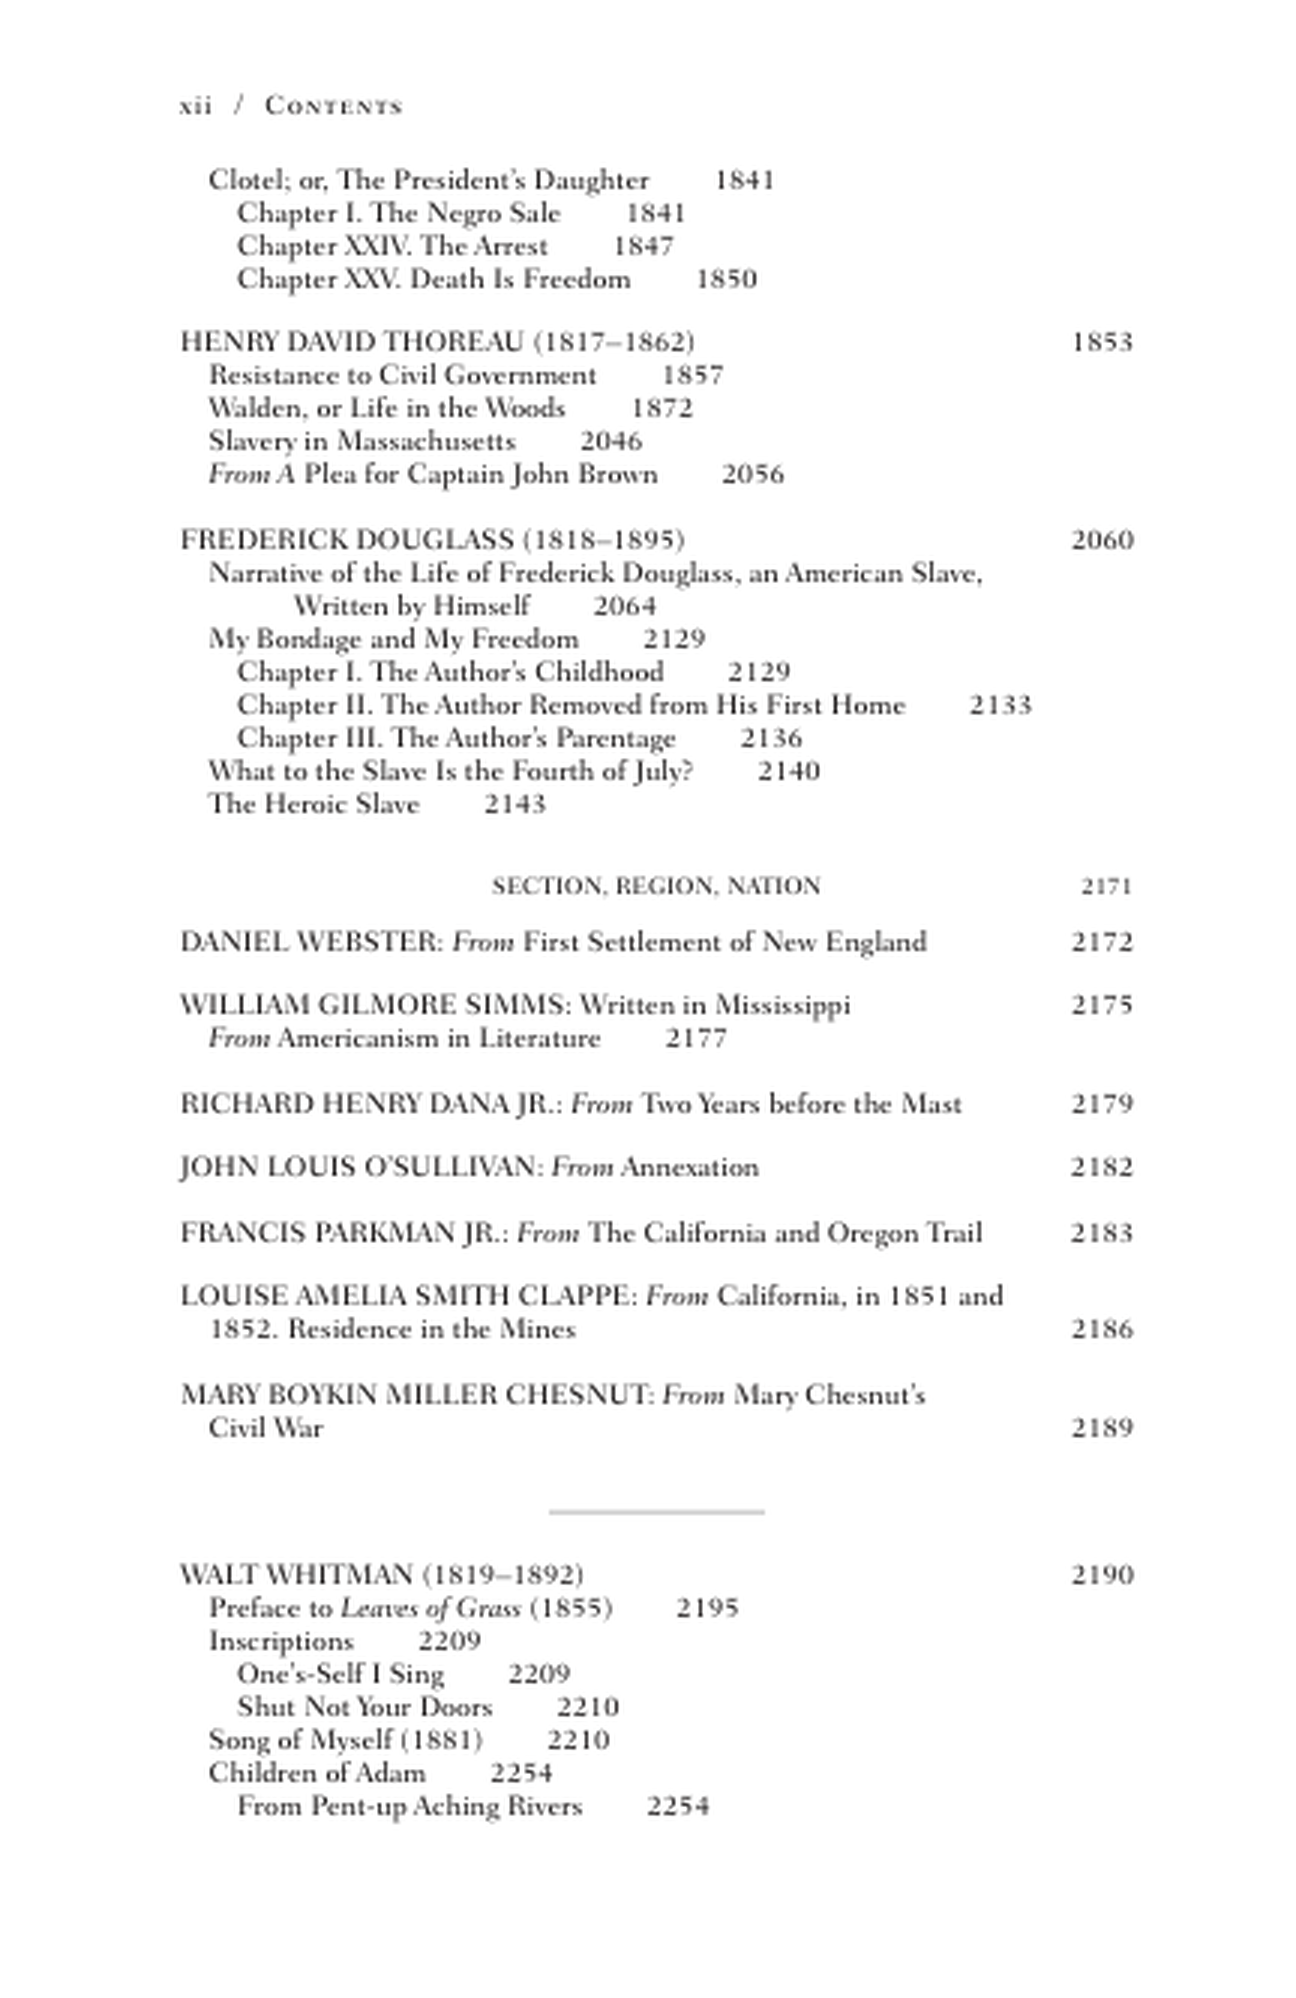 xii / Contents
Clotel; or, The President's Daughter 1841
Chapter I. The Negro Sale 1841
Chapter XXIV. The Arrest 1847
Chapter XXV. Death Is Freedom 1850
HENRY DAVID THOREAU (1817–1862) 1853
Resistance to Civil Government 1857
Walden, or Life in the Woods 1872
Slavery in Massachusetts 2046
From A Plea for Captain John Brown 2056
FREDERICK DOUGLASS (1818–1895) 2060
Narrative of the Life of Frederick Douglass, an American Slave,
Written by Himself 2064
My Bondage and My Freedom 2129
Chapter I. The Author's Childhood 2129
Chapter II. The Author Removed from His First Home 2133
Chapter III. The Author's Parentage 2136
What to the Slave Is the Fourth of July? 2140
The Heroic Slave 2143
SECTION, REGION, NATION 2171
DANIEL WEBSTER: From First Settlement of New England 2172
WILLIAM GILMORE SIMMS: Written in Mississippi 2175
From Americanism in Literature 2177
RICHARD HENRY DANA JR.: From Two Years before the Mast 2179
JOHN LOUIS O'SULLIVAN: From Annexation 2182
FRANCIS PARKMAN JR.: From The California and Oregon Trail 2183
LOUISE AMELIA SMITH CLAPPE: From California, in 1851 and
1852. Residence in the Mines 2186
MARY BOYKIN MILLER CHESNUT: From Mary Chesnut's
Civil War 2189
WALT WHITMAN (1819–1892) 2190
Preface to Leaves of Grass (1855) 2195
Inscriptions 2209
One's-Self I Sing 2209
Shut Not Your Doors 2210
Song of Myself (1881) 2210
Children of Adam 2254
From Pent-up Aching Rivers 2254